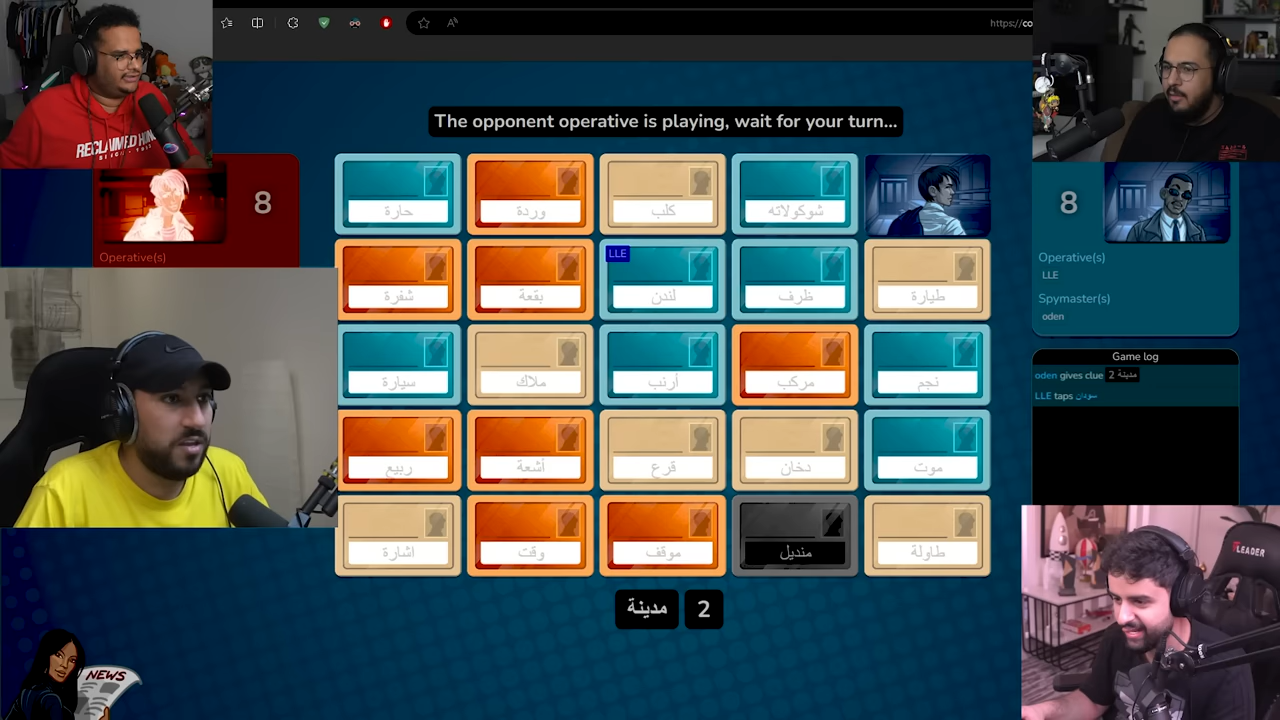 https://co
The opponent operative is playing, wait for your turn...
RECLAIMED
8
Operative(s)
8
Operative(s)
LLE
Spymaster(s)
oden
حارة
وردة
كلب
شوكولاته
شفرة
بقعة
LLE
لندن
ظرف
طيارة
سيارة
ملاك
أرنب
مركب
نجم
ربيع
أشعة
قرع
دخان
موت
اشارة
وقت
موقف
منديل
طاولة
Game log
oden gives clue مدينة 2
LLE taps سودان
مدينة 2
NEWS
LEADER